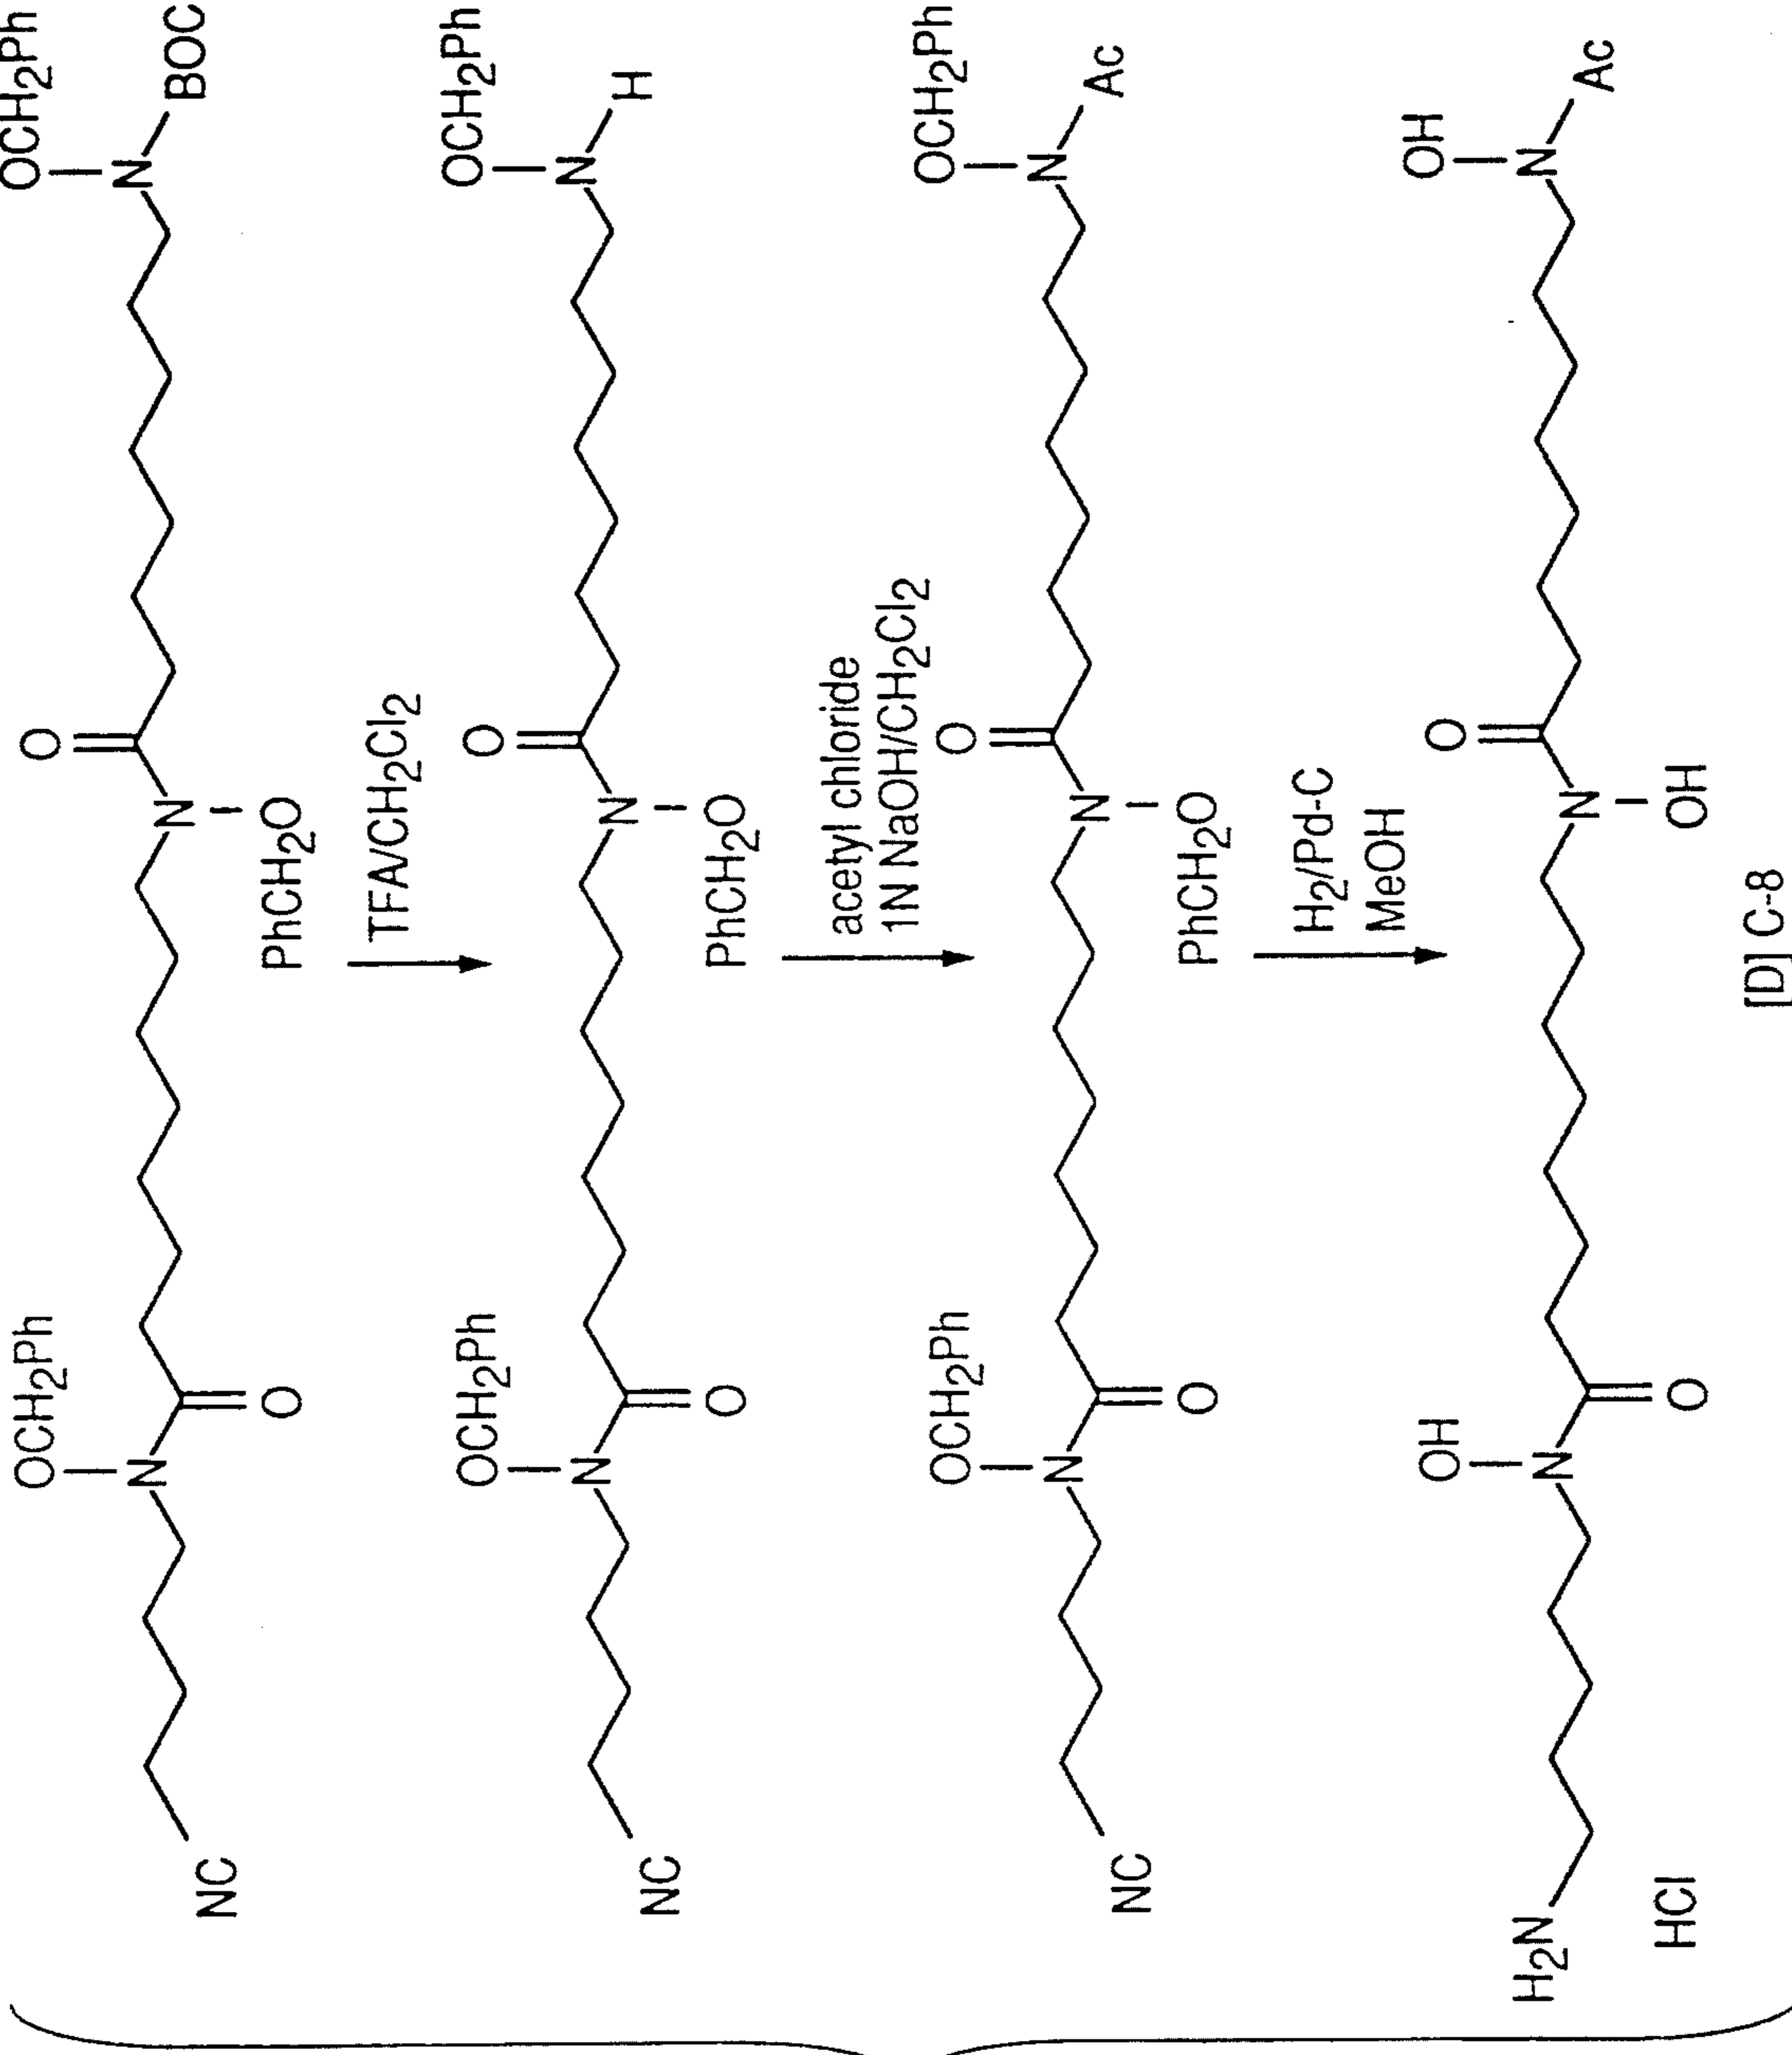 OCH2Ph
O
OCH2Ph
N
N
N
BOC
NC
O
PhCH2O
TFA/CH2Cl2
OCH2Ph
O
OCH2Ph
N
N
N
H
NC
O
PhCH2O
acetyl chloride
1N NaOH/CH2Cl2
OCH2Ph
O
OCH2Ph
N
N
N
Ac
NC
O
PhCH2O
H2/Pd-C
MeOH
OH
O
OH
N
N
N
Ac
H2N
O
OH
HCl
[D] C-8